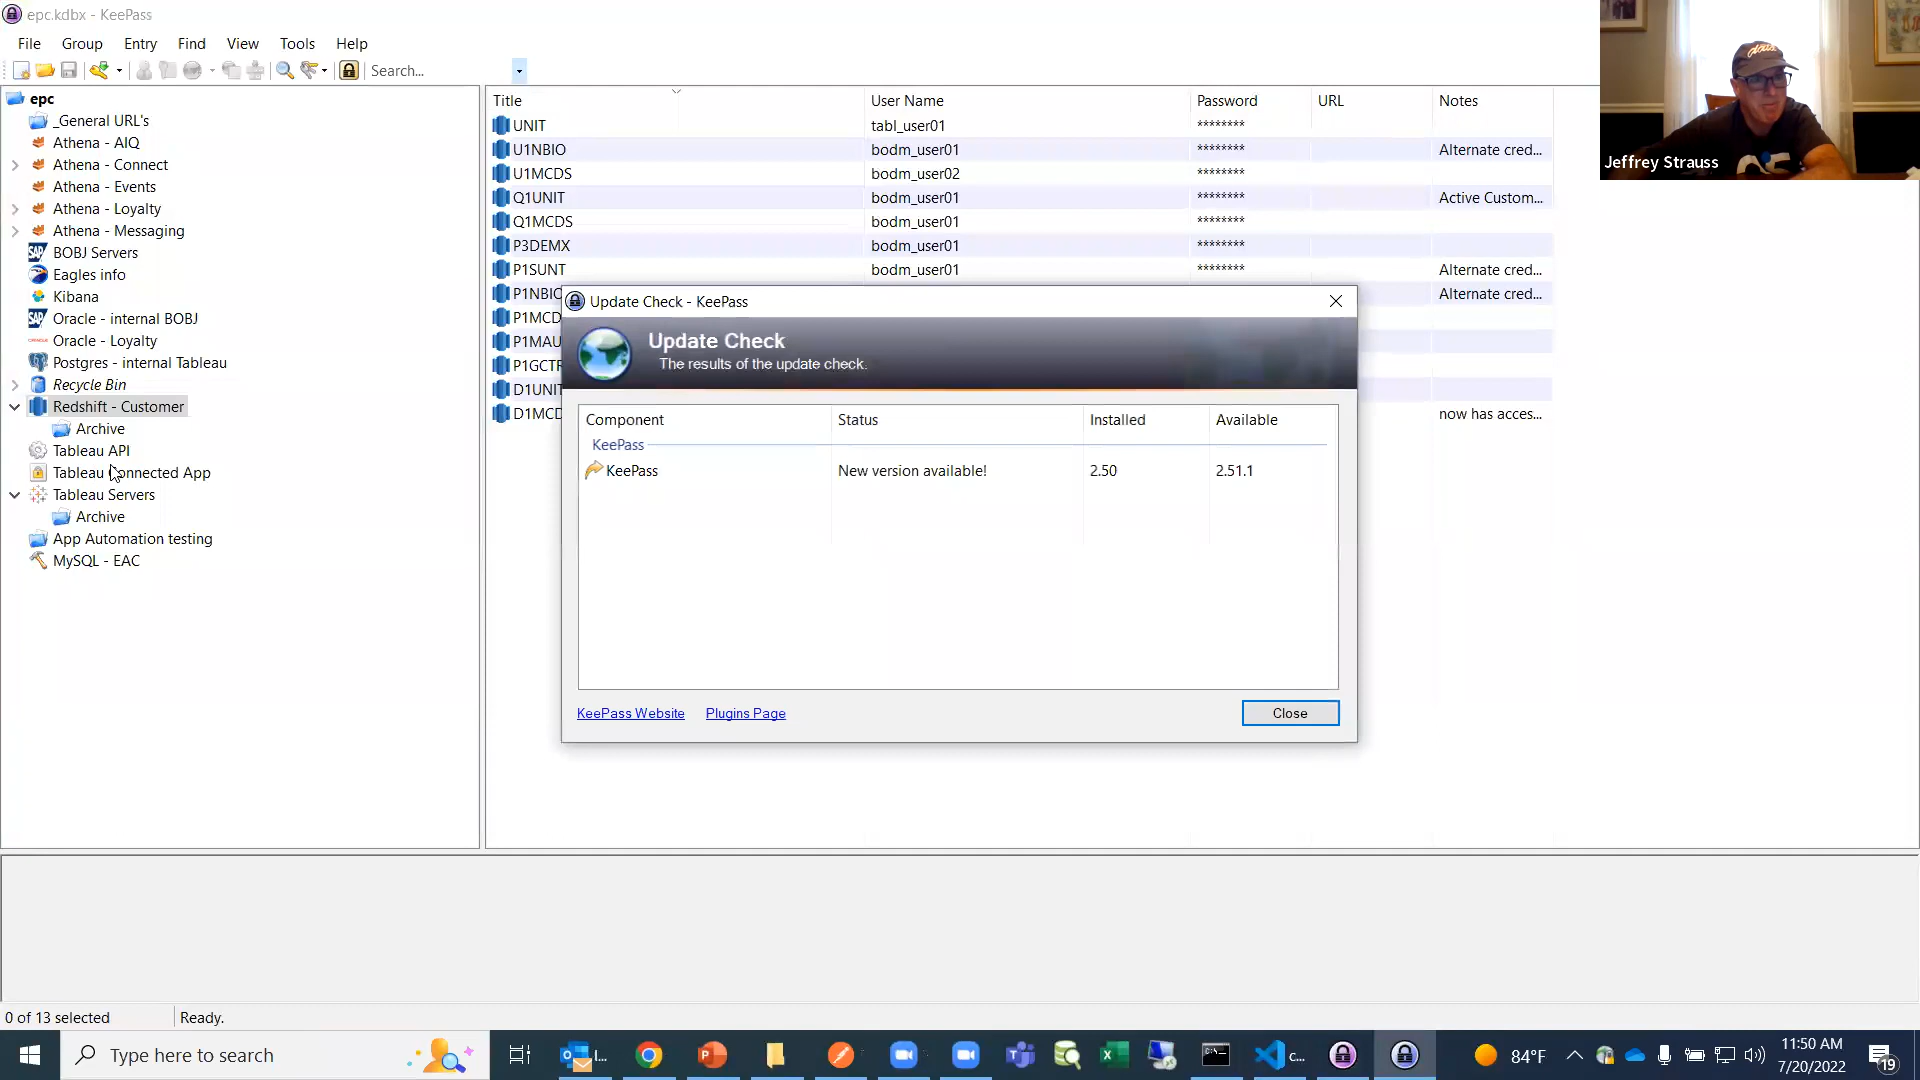 epc.kdbx - KeePass
File Group Entry Find View Tools Help
Search...
epc
_General URL's
Athena - AIQ
Athena - Connect
Athena - Events
Athena - Loyalty
Athena - Messaging
BOBJ Servers
Eagles info
Kibana
Oracle - internal BOBJ
Oracle - Loyalty
Postgres - internal Tableau
Recycle Bin
Redshift - Customer
Archive
Tableau API
Tableau Connected App
Tableau Servers
Archive
App Automation testing
MySQL - EAC
Title User Name Password URL Notes
UNIT tabl_user01 ********
U1NBIO bodm_user01 ******** Alternate cred...
U1MCDS bodm_user02 ********
Q1UNIT bodm_user01 ******** Active Custom...
Q1MCDS bodm_user01 ********
P3DEMX bodm_user01 ********
P1SUNT bodm_user01 ******** Alternate cred...
P1NBIO Alternate cred...
P1MCD
P1MAU
P1GCTR
D1UNIT
D1MCD now has acces...
Update Check - KeePass
Update Check
The results of the update check.
Component Status Installed Available
KeePass
KeePass New version available! 2.50 2.51.1
KeePass Website Plugins Page Close
Jeffrey Strauss
0 of 13 selected Ready.
Type here to search
I...
c...
84°F
11:50 AM
7/20/2022
19